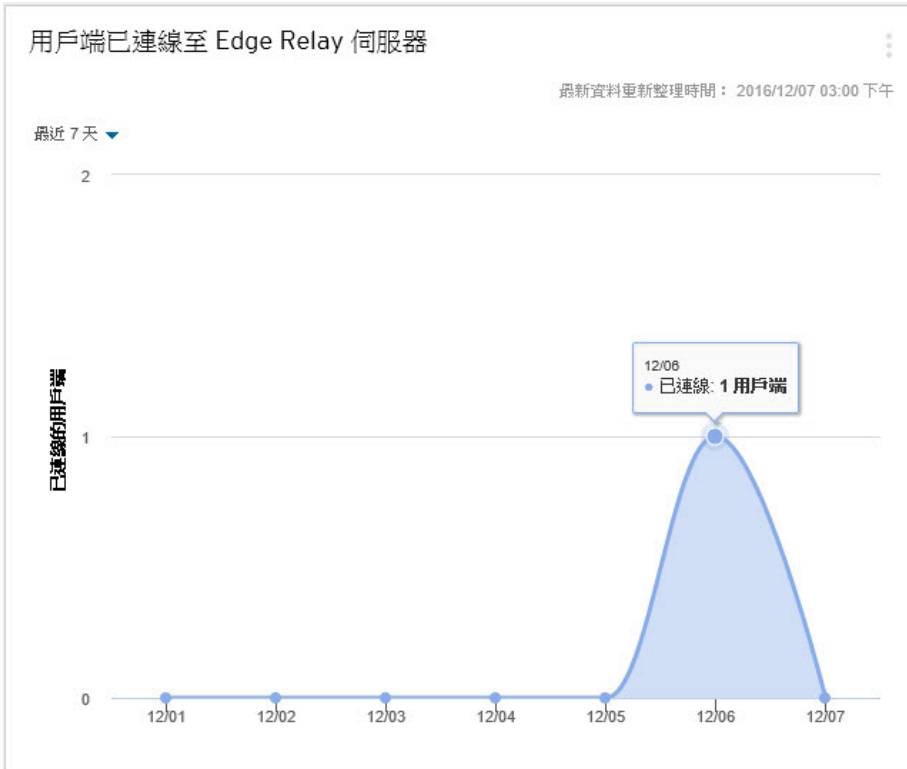 用戶端已連線至 Edge Relay 伺服器
最新資料重新整理時間： 2016/12/07 03:00 下午
最近 7 天
2
12/06
已連線: 1 用戶端
已連線的用戶端
1
0
12/01 12/02 12/03 12/04 12/05 12/06 12/07